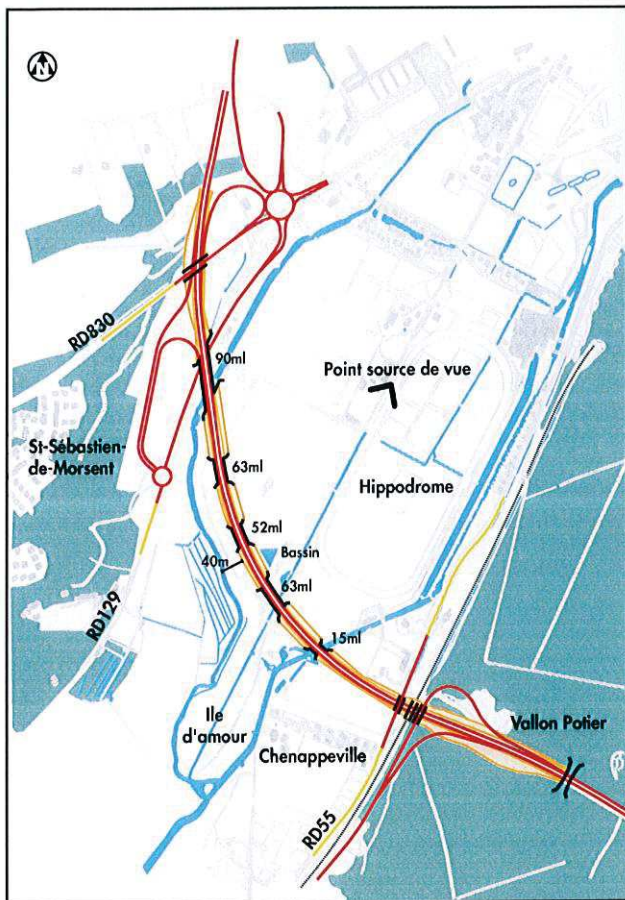 N
RD830
90ml
Point source de vue
St-Sébastien-
de-Morsent
63ml
Hippodrome
52ml
40m
Bassin
63ml
RD129
15ml
Ile
d'amour
Vallon Potier
Chenappeville
RD55